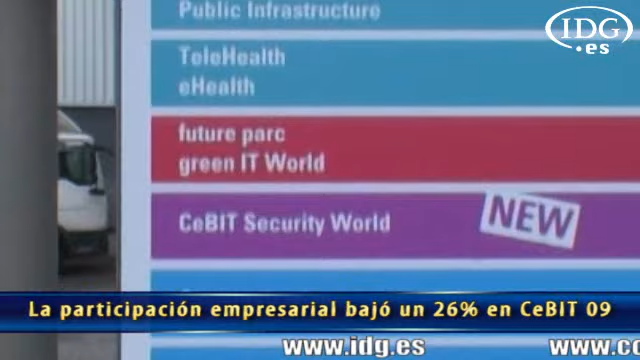 Public Infrastructure
IDG
.es
TeleHealth
eHealth
future parc
green IT World
CeBIT Security World
NEW
La participación empresarial bajó un 26% en CeBIT 09
www.idg.es